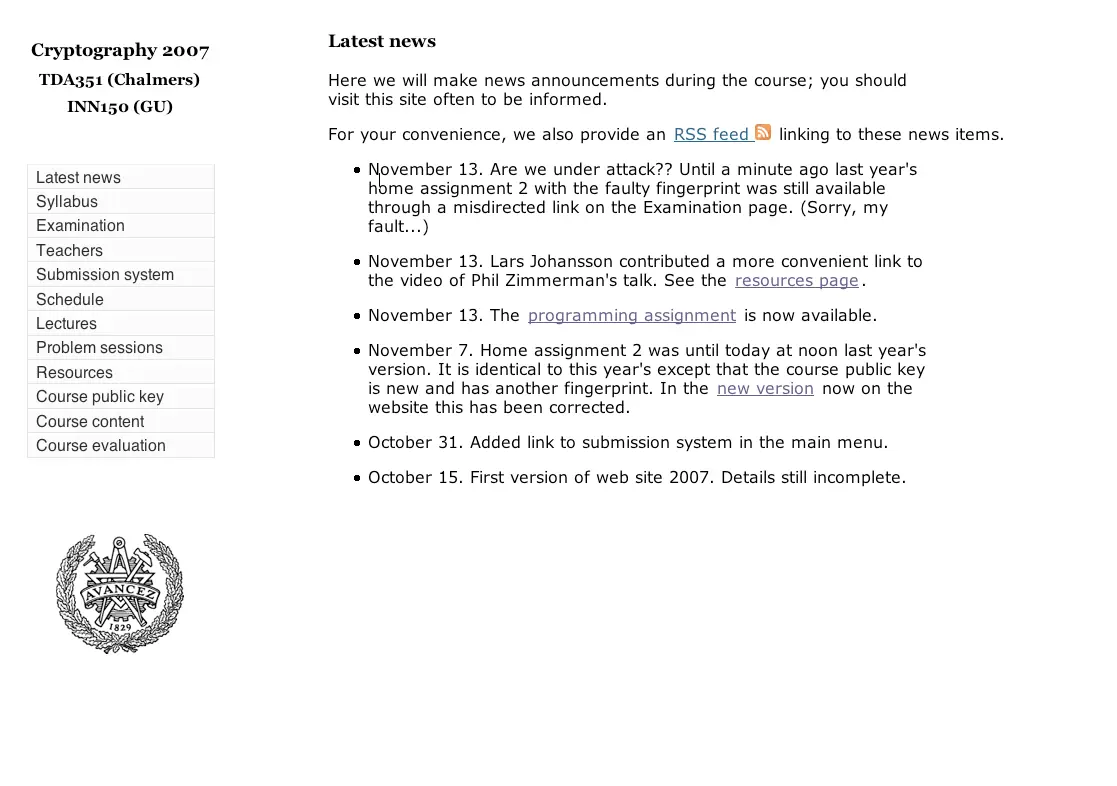 Cryptography 2007
TDA351 (Chalmers)
INN150 (GU)
Latest news
Syllabus
Examination
Teachers
Submission system
Schedule
Lectures
Problem sessions
Resources
Course public key
Course content
Course evaluation
AVANCEZ
1829
Latest news
Here we will make news announcements during the course; you should
visit this site often to be informed.
For your convenience, we also provide an RSS feed linking to these news items.
November 13. Are we under attack?? Until a minute ago last year's
home assignment 2 with the faulty fingerprint was still available
through a misdirected link on the Examination page. (Sorry, my
fault...)
November 13. Lars Johansson contributed a more convenient link to
the video of Phil Zimmerman's talk. See the resources page.
November 13. The programming assignment is now available.
November 7. Home assignment 2 was until today at noon last year's
version. It is identical to this year's except that the course public key
is new and has another fingerprint. In the new version now on the
website this has been corrected.
October 31. Added link to submission system in the main menu.
October 15. First version of web site 2007. Details still incomplete.